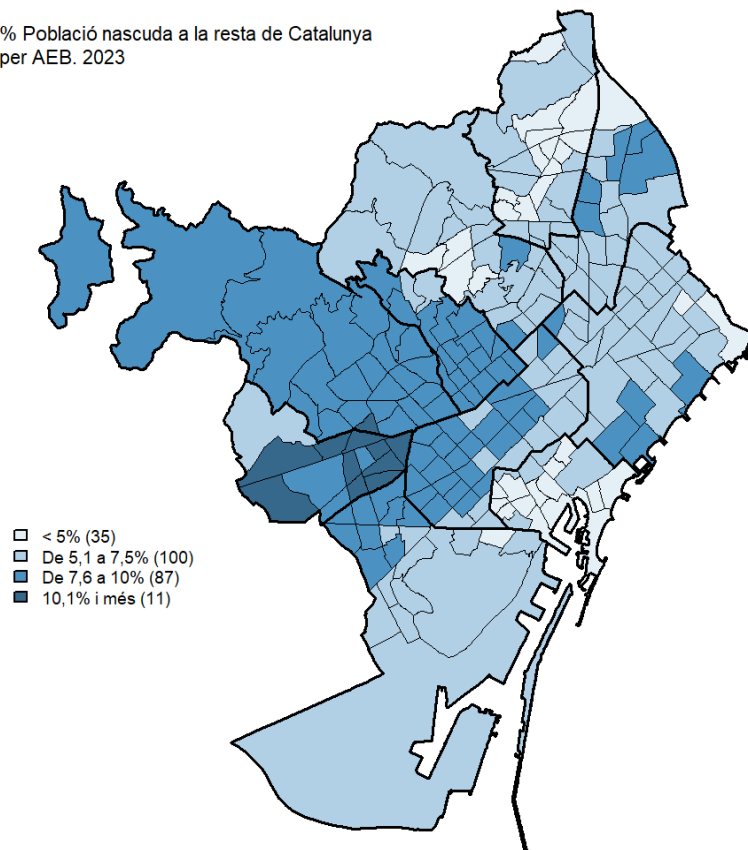 % Població nascuda a la resta de Catalunya
per AEB. 2023
< 5% (35)
De 5,1 a 7,5% (100)
De 7,6 a 10% (87)
10,1% i més (11)